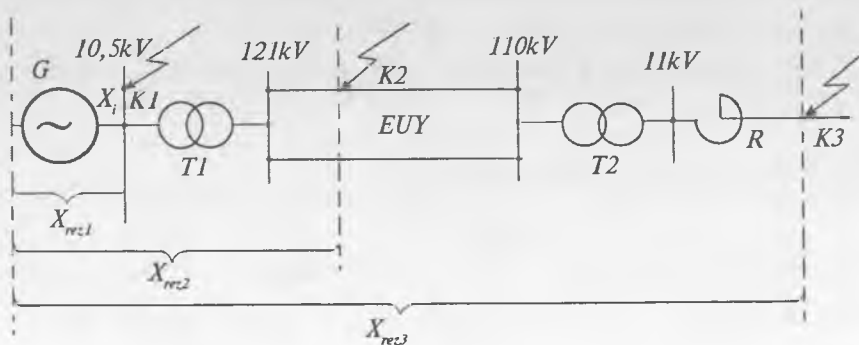 10,5kV
121kV
110kV
11kV
G
X_i
K1
K2
T1
EUY
T2
R
K3
X_rez1
X_rez2
X_rez3